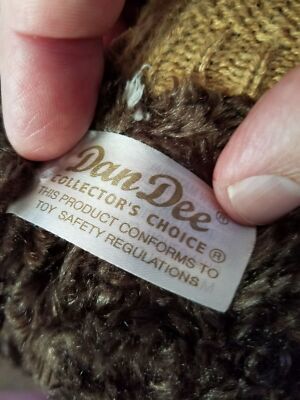 Dan Dee®
COLLECTOR'S CHOICE®
THIS PRODUCT CONFORMS TO
TOY SAFETY REGULATIONS